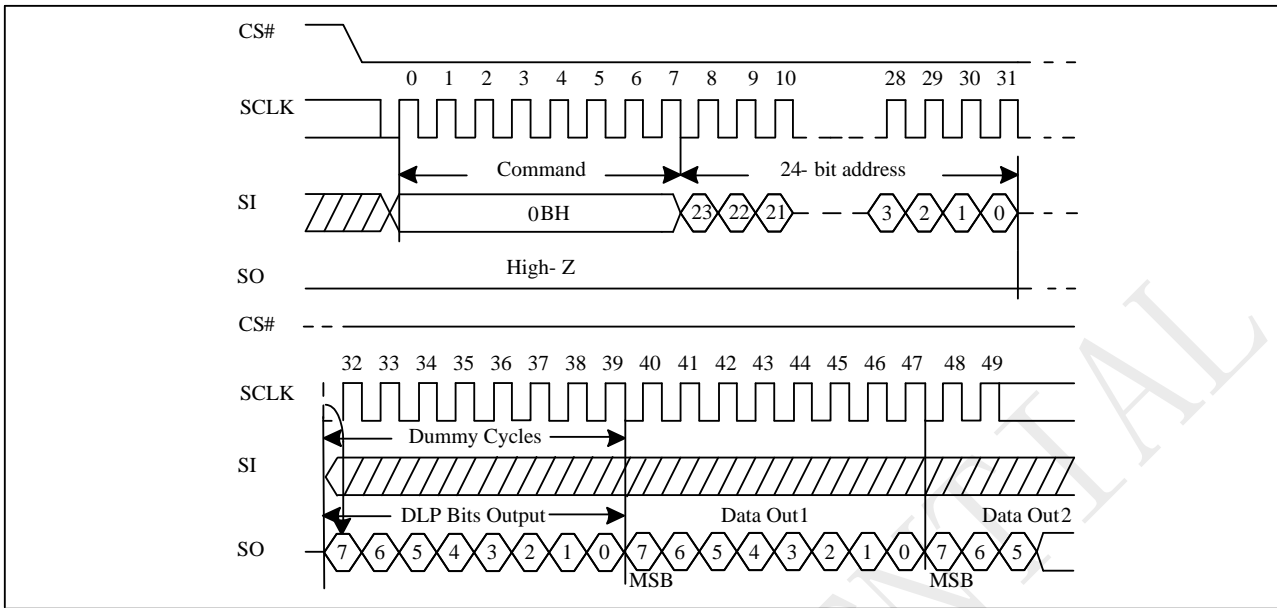 CS#
0 1 2 3 4 5 6 7 8 9 10 28 29 30 31
SCLK
Command 24- bit address
SI
0BH 23 22 21 3 2 1 0
High- Z
SO
CS#
32 33 34 35 36 37 38 39 40 41 42 43 44 45 46 47 48 49
SCLK
Dummy Cycles
SI
DLP Bits Output Data Out1 Data Out2
SO 7 6 5 4 3 2 1 0 7 6 5 4 3 2 1 0 7 6 5
MSB MSB
NTIAL